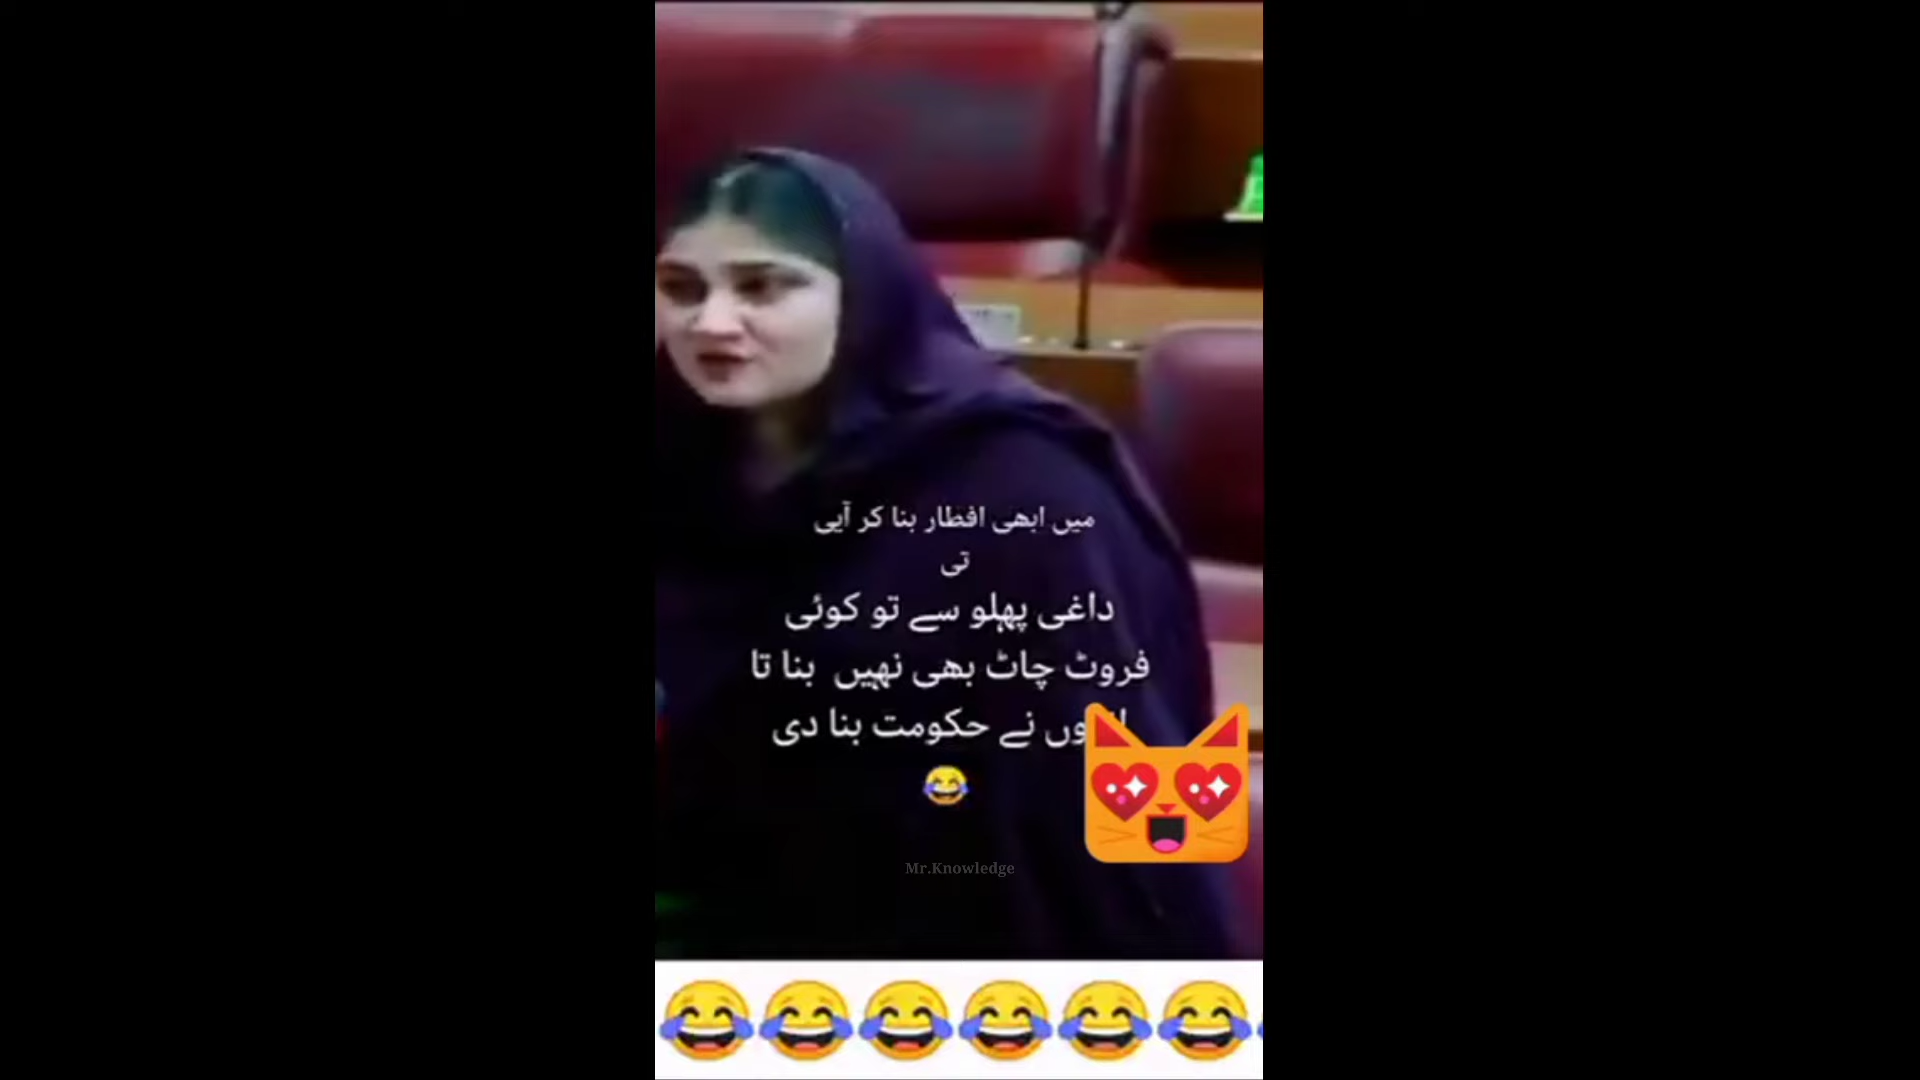 میں ابھی افطار بنا کر آیی
تی
داغی پھلو سے تو کوئی
فروٹ چاٹ بھی نہیں بنا تا
نے حکومت بنا دی
Mr.Knowledge